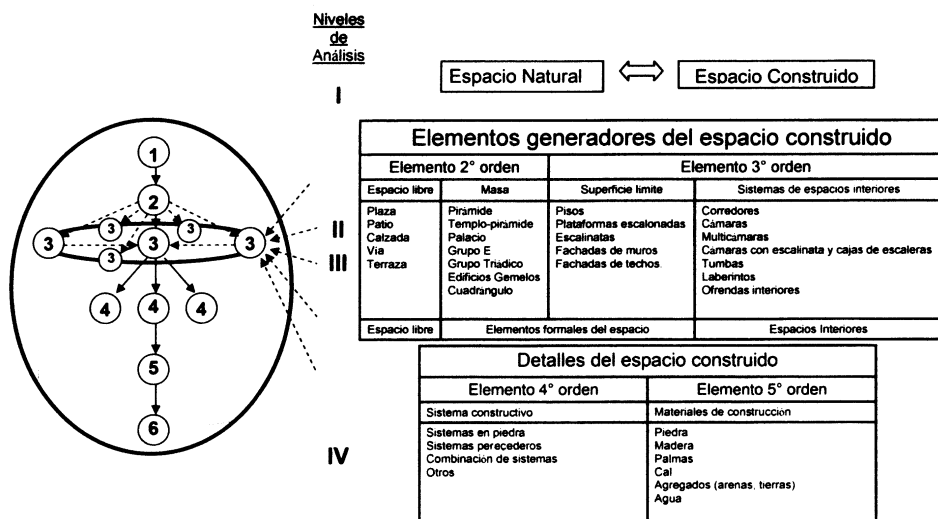 Niveles
de
Análisis
I
II
III
IV
1
2
3
3
3
3
3
3
4
4
4
5
6
Espacio Natural
Espacio Construido
Elementos generadores del espacio construido
Elemento 2° orden
Elemento 3° orden
Espacio libre
Masa
Superficie limite
Sistemas de espacios interiores
Plaza
Patio
Calzada
Vía
Terraza
Pirámide
Templo-pirámide
Palacio
Grupo E
Grupo Triádico
Edificios Gemelos
Cuadrángulo
Pisos
Plataformas escalonadas
Escalinatas
Fachadas de muros
Fachadas de techos.
Corredores
Cámaras
Multicámaras
Cámaras con escalinata y cajas de escaleras
Tumbas
Laberintos
Ofrendas interiores
Espacio libre
Elementos formales del espacio
Espacios Interiores
Detalles del espacio construido
Elemento 4° orden
Elemento 5° orden
Sistema constructivo
Materiales de construcción
Sistemas en piedra
Sistemas perecederos
Combinación de sistemas
Otros
Piedra
Madera
Palmas
Cal
Agregados (arenas, tierras)
Agua